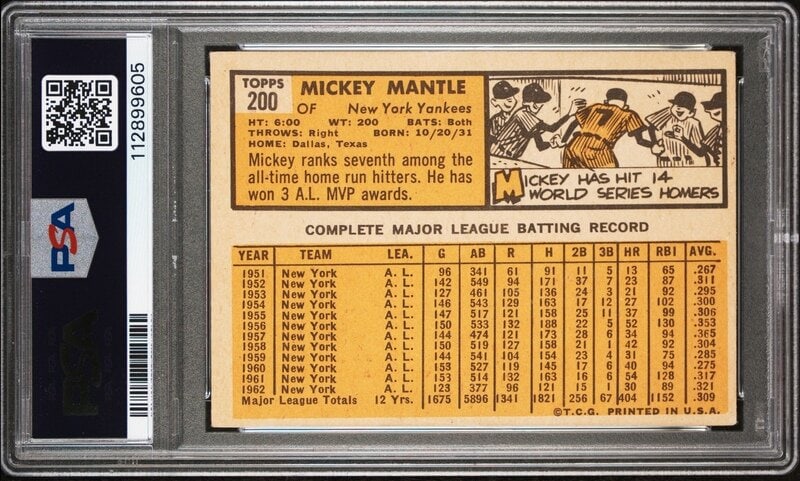 112899605
PSA
TOPPS
200
MICKEY MANTLE
OF New York Yankees
HT: 6:00 WT: 200 BATS: Both
THROWS: Right BORN: 10/20/31
HOME: Dallas, Texas
Mickey ranks seventh among the
all-time home run hitters. He has
won 3 A.L. MVP awards.
7
MICKEY HAS HIT 14
WORLD SERIES HOMERS
COMPLETE MAJOR LEAGUE BATTING RECORD
YEAR TEAM LEA. G AB R H 2B 3B HR RBI AVG.
1951 New York A. L. 96 341 61 91 11 5 13 65 .267
1952 New York A. L. 142 549 94 171 37 7 23 87 .311
1953 New York A. L. 127 461 105 136 24 3 21 92 .295
1954 New York A. L. 146 543 129 163 17 12 27 102 .300
1955 New York A. L. 147 517 121 158 25 11 37 99 .306
1956 New York A. L. 150 533 132 188 22 5 52 130 .353
1957 New York A. L. 144 474 121 173 28 6 34 94 .365
1958 New York A. L. 150 519 127 158 21 1 42 97 .304
1959 New York A. L. 144 541 104 154 23 4 31 75 .285
1960 New York A. L. 153 527 119 145 17 6 40 94 .275
1961 New York A. L. 153 514 132 163 16 6 54 128 .317
1962 New York A. L. 123 377 96 121 15 1 30 89 .321
Major League Totals 12 Yrs. 1675 5896 1341 1821 256 67 404 1152 .309
©T.C.G. PRINTED IN U.S.A.
PSA